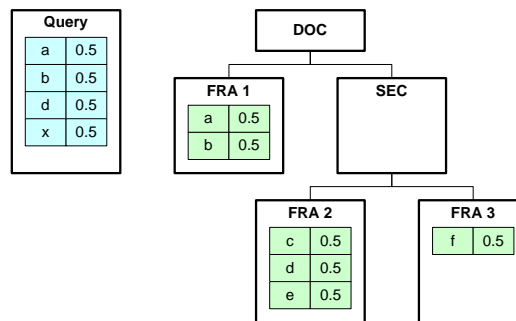 Query
a 0.5
b 0.5
d 0.5
x 0.5
DOC
FRA 1
a 0.5
b 0.5
SEC
FRA 2
c 0.5
d 0.5
e 0.5
FRA 3
f 0.5